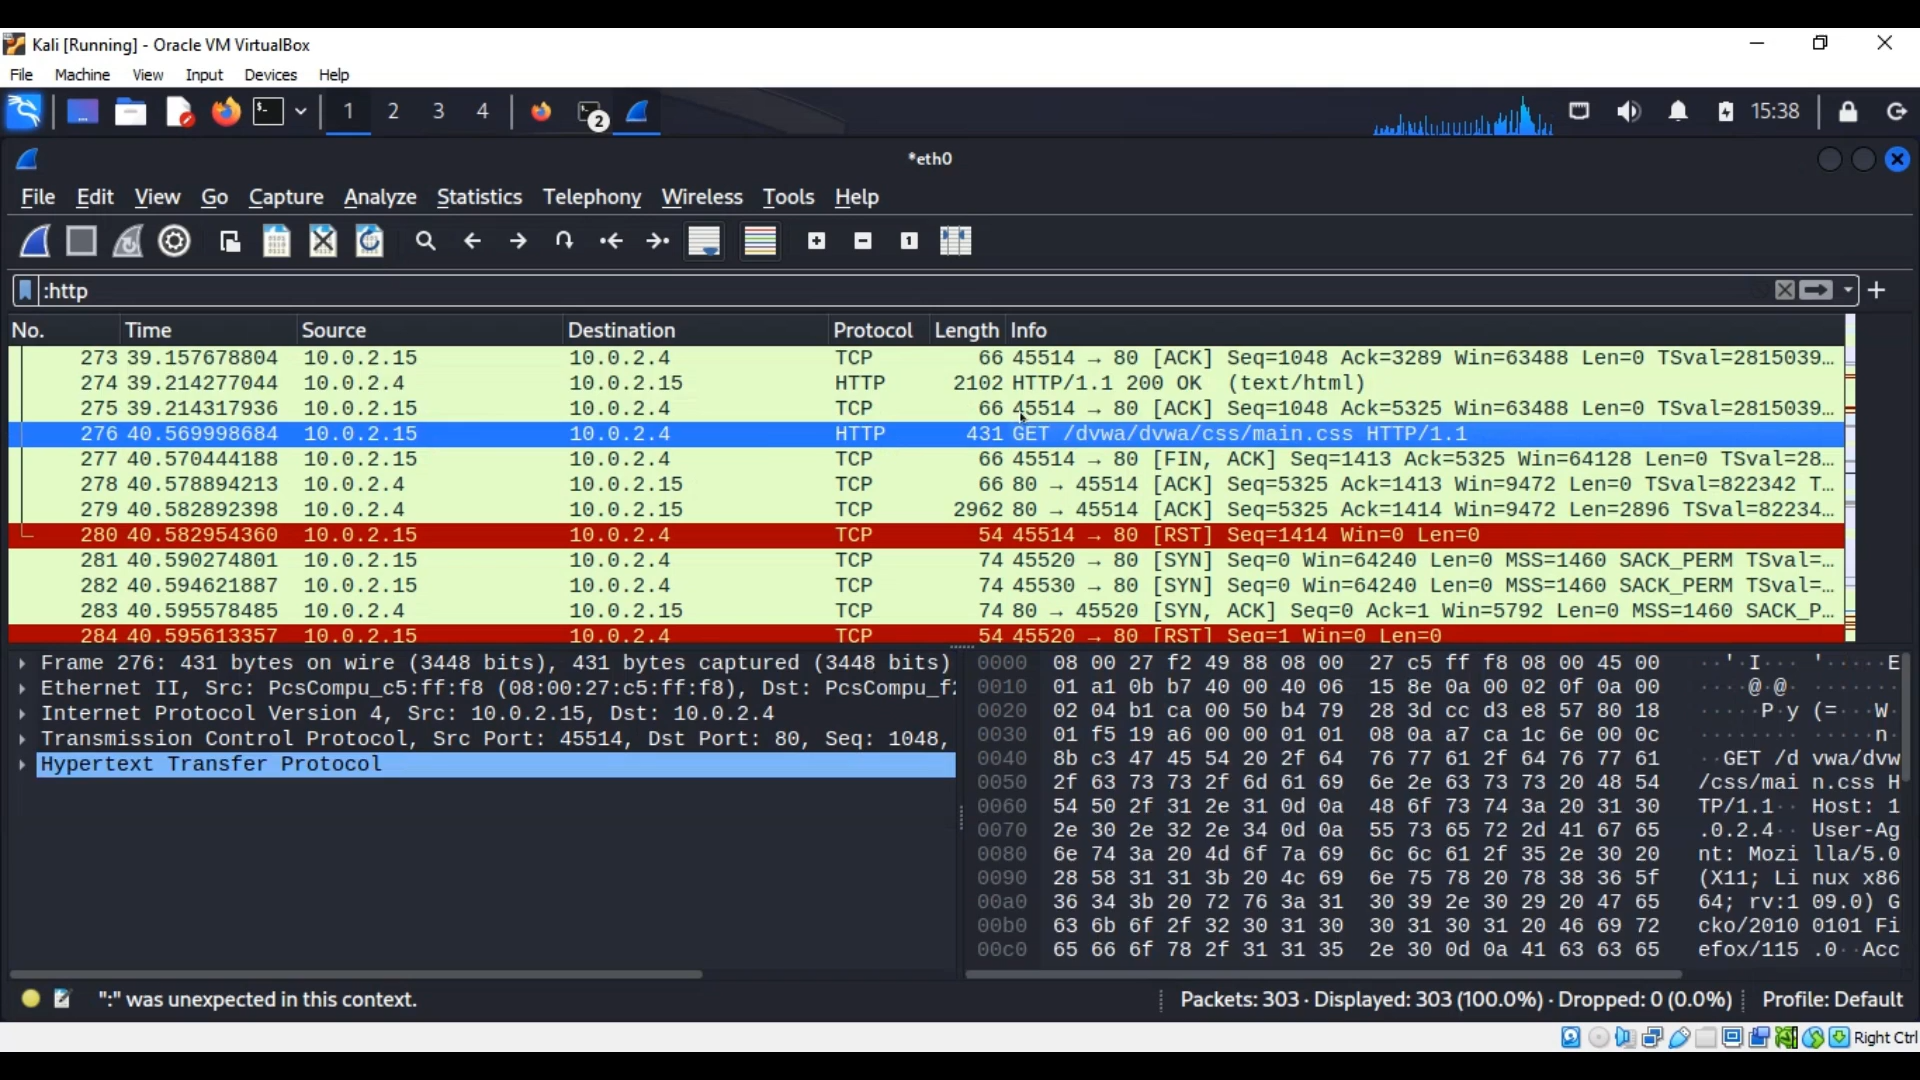 Kali [Running] - Oracle VM VirtualBox
File Machine View Input Devices Help
1 2 3 4 2 15:38
*eth0
File Edit View Go Capture Analyze Statistics Telephony Wireless Tools Help
:http
No. Time Source Destination Protocol Length Info
273 39.157678804 10.0.2.15 10.0.2.4 TCP 66 45514 → 80 [ACK] Seq=1048 Ack=3289 Win=63488 Len=0 TSval=2815039…
274 39.214277044 10.0.2.4 10.0.2.15 HTTP 2102 HTTP/1.1 200 OK (text/html)
275 39.214317936 10.0.2.15 10.0.2.4 TCP 66 45514 → 80 [ACK] Seq=1048 Ack=5325 Win=63488 Len=0 TSval=2815039…
276 40.569998684 10.0.2.15 10.0.2.4 HTTP 431 GET /dvwa/dvwa/css/main.css HTTP/1.1
277 40.570444188 10.0.2.15 10.0.2.4 TCP 66 45514 → 80 [FIN, ACK] Seq=1413 Ack=5325 Win=64128 Len=0 TSval=28…
278 40.578894213 10.0.2.4 10.0.2.15 TCP 66 80 → 45514 [ACK] Seq=5325 Ack=1413 Win=9472 Len=0 TSval=822342 T…
279 40.582892398 10.0.2.4 10.0.2.15 TCP 2962 80 → 45514 [ACK] Seq=5325 Ack=1414 Win=9472 Len=2896 TSval=82234…
280 40.582954360 10.0.2.15 10.0.2.4 TCP 54 45514 → 80 [RST] Seq=1414 Win=0 Len=0
281 40.590274801 10.0.2.15 10.0.2.4 TCP 74 45520 → 80 [SYN] Seq=0 Win=64240 Len=0 MSS=1460 SACK_PERM TSval=…
282 40.594621887 10.0.2.15 10.0.2.4 TCP 74 45530 → 80 [SYN] Seq=0 Win=64240 Len=0 MSS=1460 SACK_PERM TSval=…
283 40.595578485 10.0.2.4 10.0.2.15 TCP 74 80 → 45520 [SYN, ACK] Seq=0 Ack=1 Win=5792 Len=0 MSS=1460 SACK_P…
284 40.595613357 10.0.2.15 10.0.2.4 TCP 54 45520 → 80 [RST] Seq=1 Win=0 Len=0
Frame 276: 431 bytes on wire (3448 bits), 431 bytes captured (3448 bits)
Ethernet II, Src: PcsCompu_c5:ff:f8 (08:00:27:c5:ff:f8), Dst: PcsCompu_f
Internet Protocol Version 4, Src: 10.0.2.15, Dst: 10.0.2.4
Transmission Control Protocol, Src Port: 45514, Dst Port: 80, Seq: 1048,
Hypertext Transfer Protocol
0000 08 00 27 f2 49 88 08 00 27 c5 ff f8 08 00 45 00 ··'·I··· '·····E
0010 01 a1 0b b7 40 00 40 06 15 8e 0a 00 02 0f 0a 00 ····@·@· ········
0020 02 04 b1 ca 00 50 b4 79 28 3d cc d3 e8 57 80 18 ·····P·y (=···W··
0030 01 f5 19 a6 00 00 01 01 08 0a a7 ca 1c 6e 00 0c ········ ·····n··
0040 8b c3 47 45 54 20 2f 64 76 77 61 2f 64 76 77 61 ··GET /d vwa/dvw
0050 2f 63 73 73 2f 6d 61 69 6e 2e 63 73 73 20 48 54 /css/mai n.css H
0060 54 50 2f 31 2e 31 0d 0a 48 6f 73 74 3a 20 31 30 TP/1.1·· Host: 1
0070 2e 30 2e 32 2e 34 0d 0a 55 73 65 72 2d 41 67 65 .0.2.4·· User-Ag
0080 6e 74 3a 20 4d 6f 7a 69 6c 6c 61 2f 35 2e 30 20 nt: Mozi lla/5.0
0090 28 58 31 31 3b 20 4c 69 6e 75 78 20 78 38 36 5f (X11; Li nux x86
00a0 36 34 3b 20 72 76 3a 31 30 39 2e 30 29 20 47 65 64; rv:1 09.0) G
00b0 63 6b 6f 2f 32 30 31 30 30 31 30 31 20 46 69 72 cko/2010 0101 Fi
00c0 65 66 6f 78 2f 31 31 35 2e 30 0d 0a 41 63 63 65 efox/115 .0··Acc
":" was unexpected in this context.
Packets: 303 · Displayed: 303 (100.0%) · Dropped: 0 (0.0%) Profile: Default
Right Ctrl